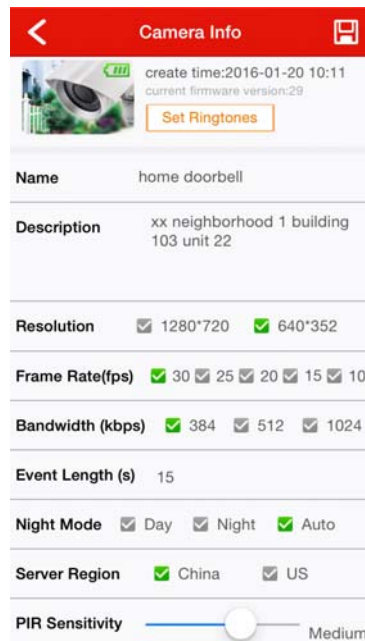 Camera Info
create time:2016-01-20 10:11
current firmware version:29
Set Ringtones
Name home doorbell
Description xx neighborhood 1 building
103 unit 22
Resolution 1280*720 640*352
Frame Rate(fps) 30 25 20 15 10
Bandwidth (kbps) 384 512 1024
Event Length (s) 15
Night Mode Day Night Auto
Server Region China US
PIR Sensitivity Medium